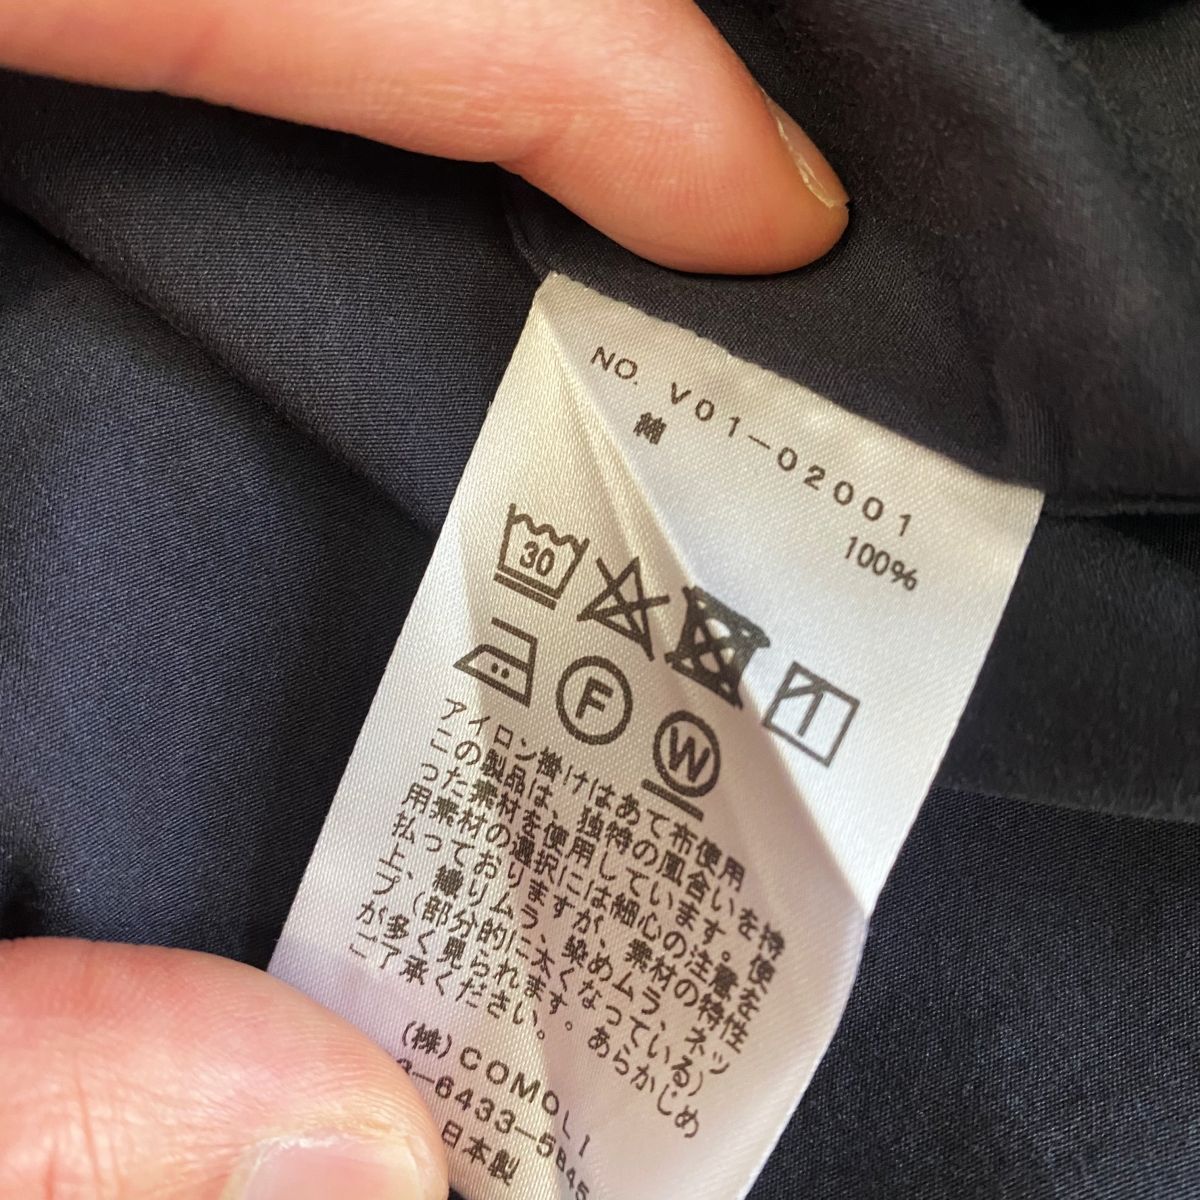 NO. V01-02001
綿 100%
30
F
W
アイロン掛けはあて布使用
この製品は、独特の風合いを持
った素材を使用しています。使
用素材の選択には細心の注意を
払っておりますが、素材の特性
上、織りムラ、染めムラ、ネッ
プ(部分的に太くなっている)
が多く見られます。あらかじめ
ご了承ください。
(株)COMOLI
3-6433-5845
日本製